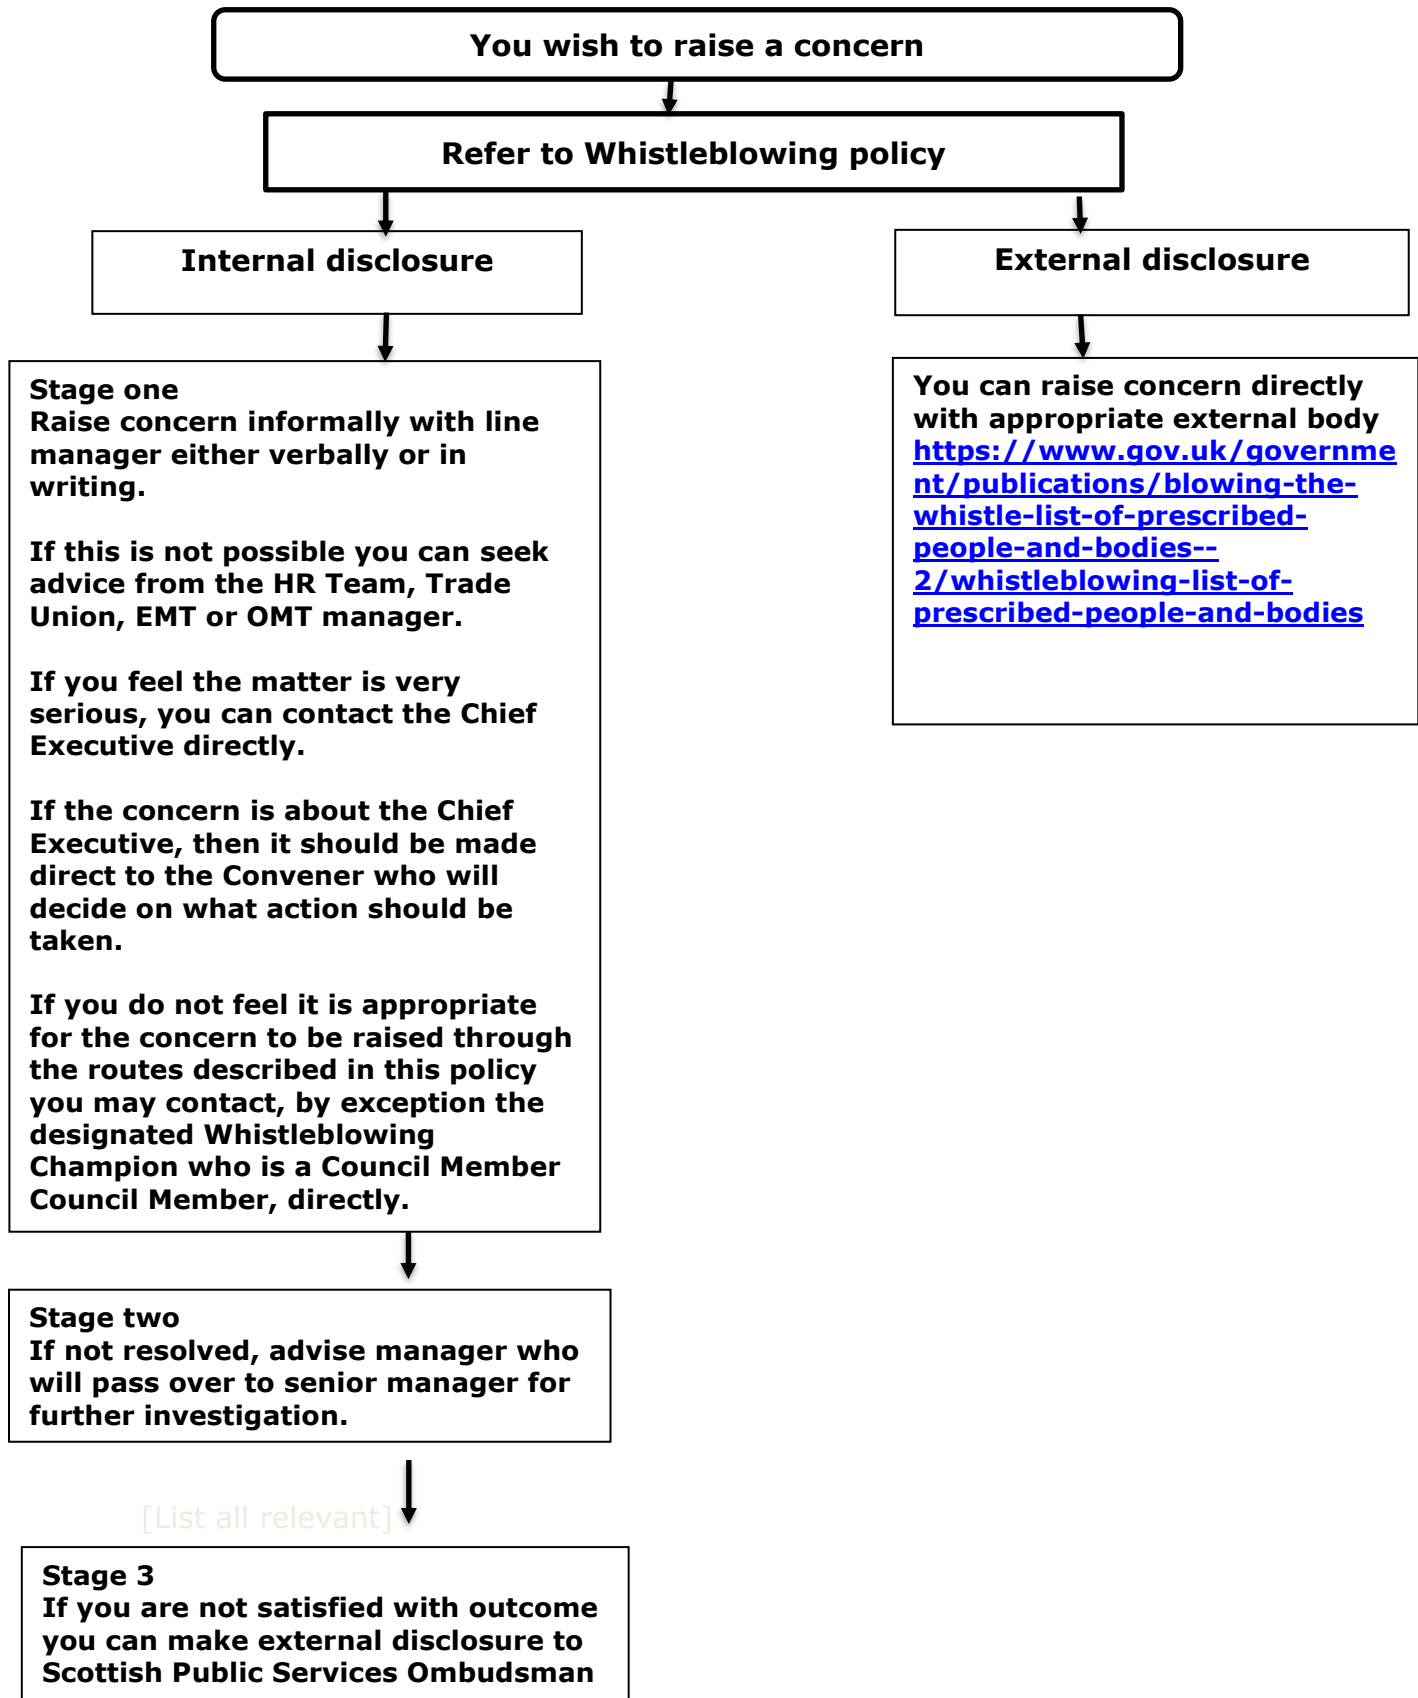 You wish to raise a concern
Refer to Whistleblowing policy
Internal disclosure
External disclosure
Stage one
Raise concern informally with line
manager either verbally or in
writing.
If this is not possible you can seek
advice from the HR Team, Trade
Union, EMT or OMT manager.
If you feel the matter is very
serious, you can contact the Chief
Executive directly.
If the concern is about the Chief
Executive, then it should be made
direct to the Convener who will
decide on what action should be
taken.
If you do not feel it is appropriate
for the concern to be raised through
the routes described in this policy
you may contact, by exception the
designated Whistleblowing
Champion who is a Council Member
Council Member, directly.
You can raise concern directly
with appropriate external body
https://www.gov.uk/governme
nt/publications/blowing-the-
whistle-list-of-prescribed-
people-and-bodies--
2/whistleblowing-list-of-
prescribed-people-and-bodies
Stage two
If not resolved, advise manager who
will pass over to senior manager for
further investigation.
[List all relevant]
Stage 3
If you are not satisfied with outcome
you can make external disclosure to
Scottish Public Services Ombudsman